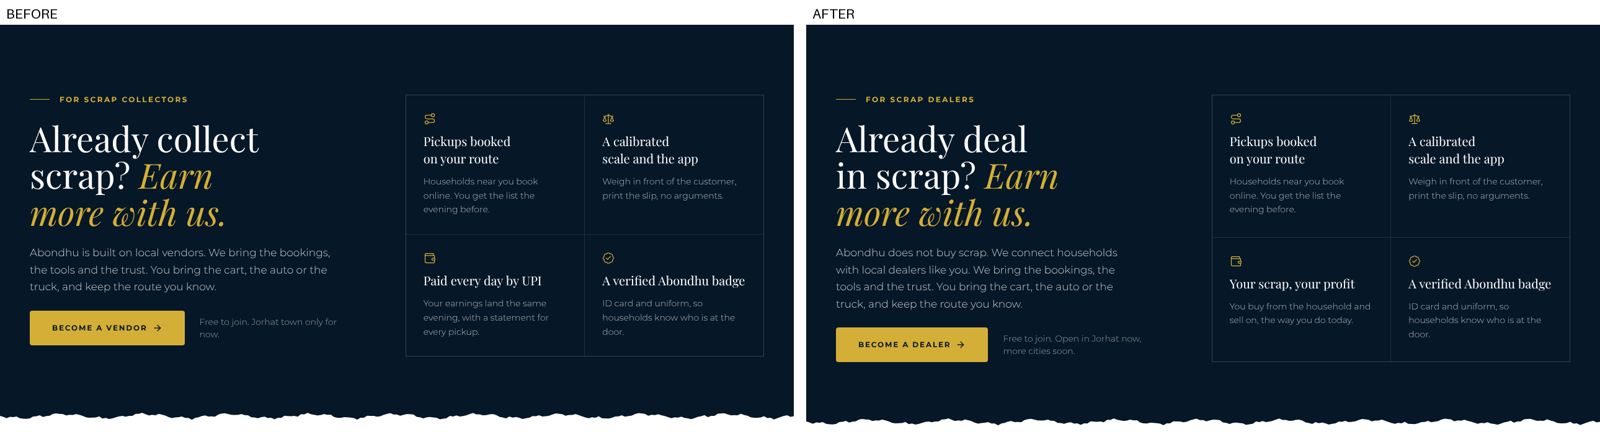 BEFORE
FOR SCRAP COLLECTORS
Already collect
scrap? Earn
more with us.
Abondhu is built on local vendors. We bring the bookings,
the tools and the trust. You bring the cart, the auto or the
truck, and keep the route you know.
BECOME A VENDOR →
Free to join. Jorhat town only for
now.
Pickups booked
on your route
Households near you book
online. You get the list the
evening before.
A calibrated
scale and the app
Weigh in front of the customer,
print the slip, no arguments.
Paid every day by UPI
Your earnings land the same
evening, with a statement for
every pickup.
A verified Abondhu badge
ID card and uniform, so
households know who is at the
door.
AFTER
FOR SCRAP DEALERS
Already deal
in scrap? Earn
more with us.
Abondhu does not buy scrap. We connect households
with local dealers like you. We bring the bookings, the
tools and the trust. You bring the cart, the auto or the
truck, and keep the route you know.
BECOME A DEALER →
Free to join. Open in Jorhat now,
more cities soon.
Pickups booked
on your route
Households near you book
online. You get the list the
evening before.
A calibrated
scale and the app
Weigh in front of the customer,
print the slip, no arguments.
Your scrap, your profit
You buy from the household and
sell on, the way you do today.
A verified Abondhu badge
ID card and uniform, so
households know who is at the
door.